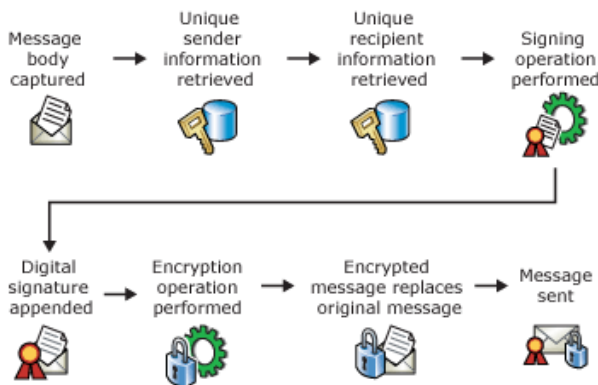 Message
body
captured
Unique
sender
information
retrieved
Unique
recipient
information
retrieved
Signing
operation
performed
Digital
signature
appended
Encryption
operation
performed
Encrypted
message replaces
original message
Message
sent